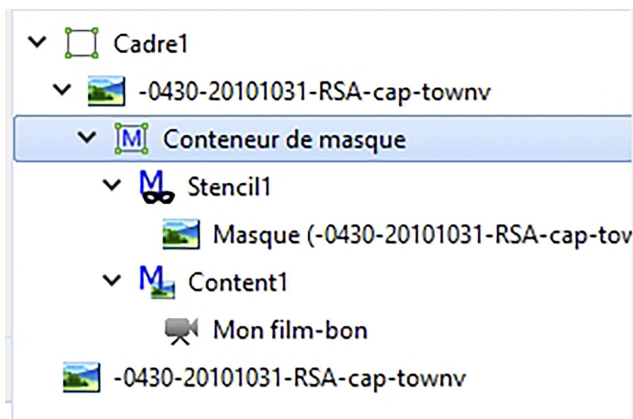 Cadre1
-0430-20101031-RSA-cap-townv
M Conteneur de masque
M Stencil1
Masque (-0430-20101031-RSA-cap-tov
M Content1
Mon film-bon
-0430-20101031-RSA-cap-townv